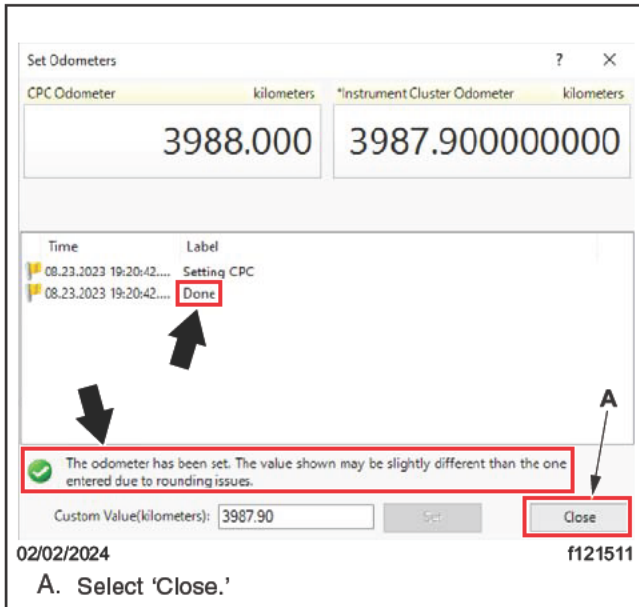 Set Odometers ? ×
CPC Odometer kilometers *Instrument Cluster Odometer kilometers
3988.000 3987.900000000
Time Label
08.23.2023 19:20:42.... Setting CPC
08.23.2023 19:20:42.... Done
A
The odometer has been set. The value shown may be slightly different than the one
entered due to rounding issues.
Custom Value(kilometers): 3987.90 Set Close
02/02/2024 f121511
A. Select ‘Close.’